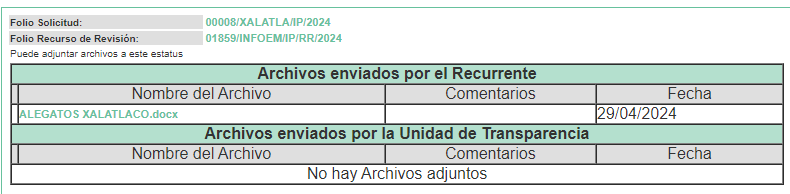 Folio Solicitud: 00008/XALATLA/IP/2024
Folio Recurso de Revisión: 01859/INFOEM/IP/RR/2024
Puede adjuntar archivos a este estatus
Archivos enviados por el Recurrente
Nombre del Archivo Comentarios Fecha
ALEGATOS XALATLACO.docx 29/04/2024
Archivos enviados por la Unidad de Transparencia
Nombre del Archivo Comentarios Fecha
No hay Archivos adjuntos